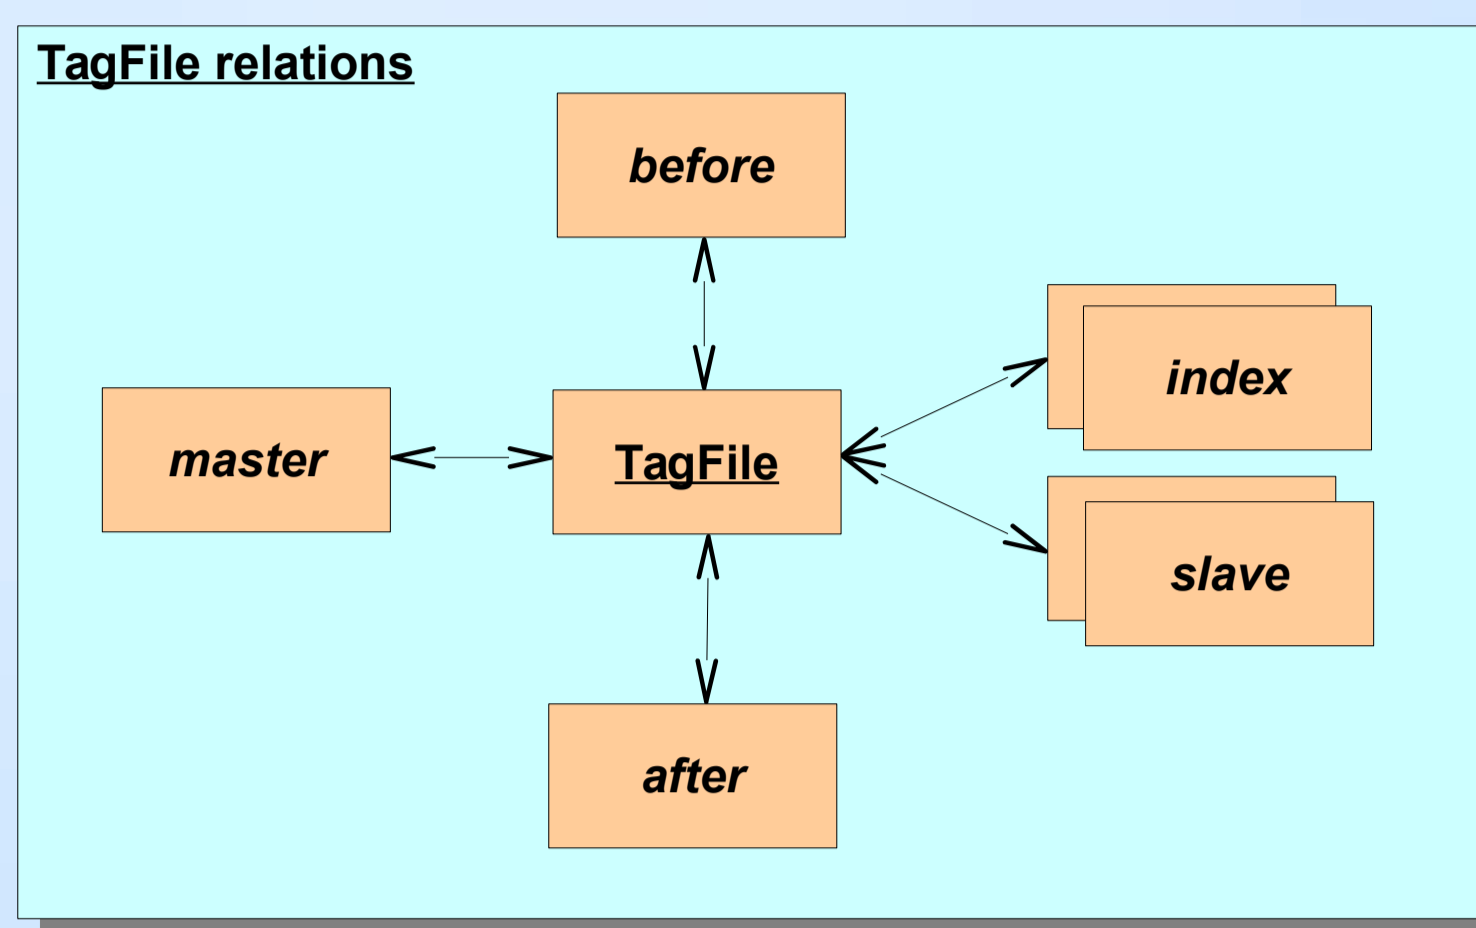 TagFile relations
before
index
master
TagFile
slave
after